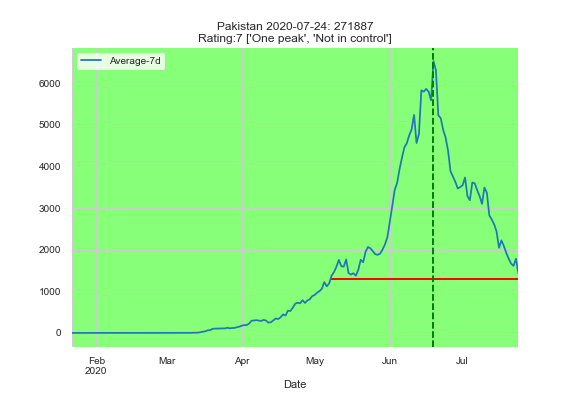 Pakistan 2020-07-24: 271887
Rating:7 ['One peak', 'Not in control']
Average-7d
6000
5000
4000
3000
2000
1000
0
Feb
2020
Mar
Apr
May
Jun
Jul
Date